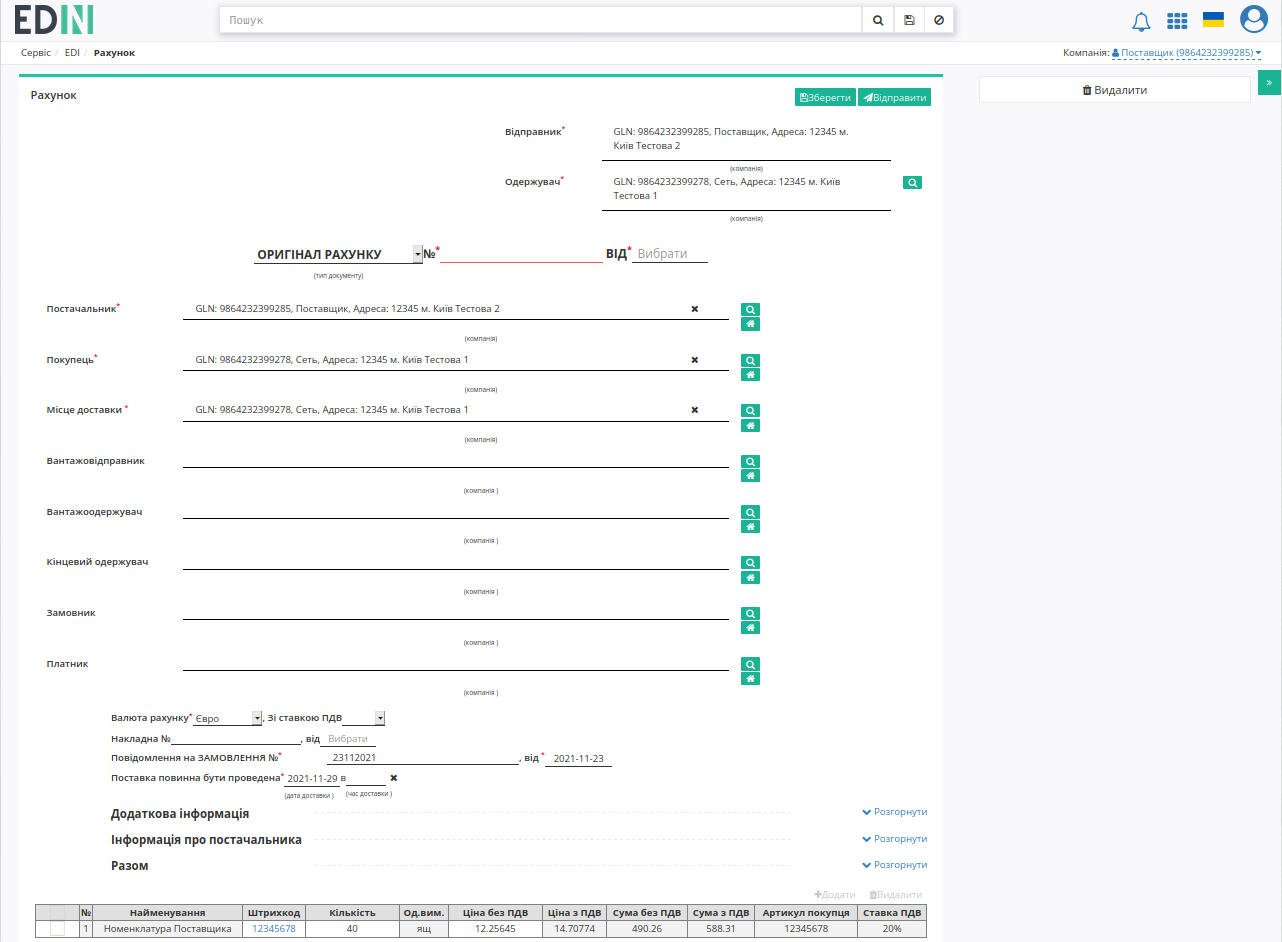 EDIN
Пошук
Сервіс / EDI / Рахунок
Компанія: Поставщик (9864232399285)
Рахунок
Зберегти Відправити
»
Видалити
Відправник* GLN: 9864232399285, Поставщик, Адреса: 12345 м.
Київ Тестова 2
(компанія)
Одержувач* GLN: 9864232399278, Сеть, Адреса: 12345 м. Київ
Тестова 1
(компанія)
ОРИГІНАЛ РАХУНКУ №* ВІД* Вибрати
(тип документу)
Постачальник* GLN: 9864232399285, Поставщик, Адреса: 12345 м. Київ Тестова 2
(компанія)
Покупець* GLN: 9864232399278, Сеть, Адреса: 12345 м. Київ Тестова 1
(компанія)
Місце доставки * GLN: 9864232399278, Сеть, Адреса: 12345 м. Київ Тестова 1
(компанія)
Вантажовідправник
(компанія )
Вантажоодержувач
(компанія )
Кінцевий одержувач
(компанія )
Замовник
(компанія )
Платник
(компанія )
Валюта рахунку* Євро , Зі ставкою ПДВ
Накладна № , від Вибрати
Повідомлення на ЗАМОВЛЕННЯ №* 23112021 , від * 2021-11-23
Поставка повинна бути проведена* 2021-11-29 в
(дата доставки ) (час доставки )
Додаткова інформація Розгорнути
Інформація про постачальника Розгорнути
Разом Розгорнути
Додати Видалити
№ Найменування Штрихкод Кількість Од.вим. Ціна без ПДВ Ціна з ПДВ Сума без ПДВ Сума з ПДВ Артикул покупця Ставка ПДВ
1 Номенклатура Поставщика 12345678 40 ящ 12.25645 14.70774 490.26 588.31 12345678 20%